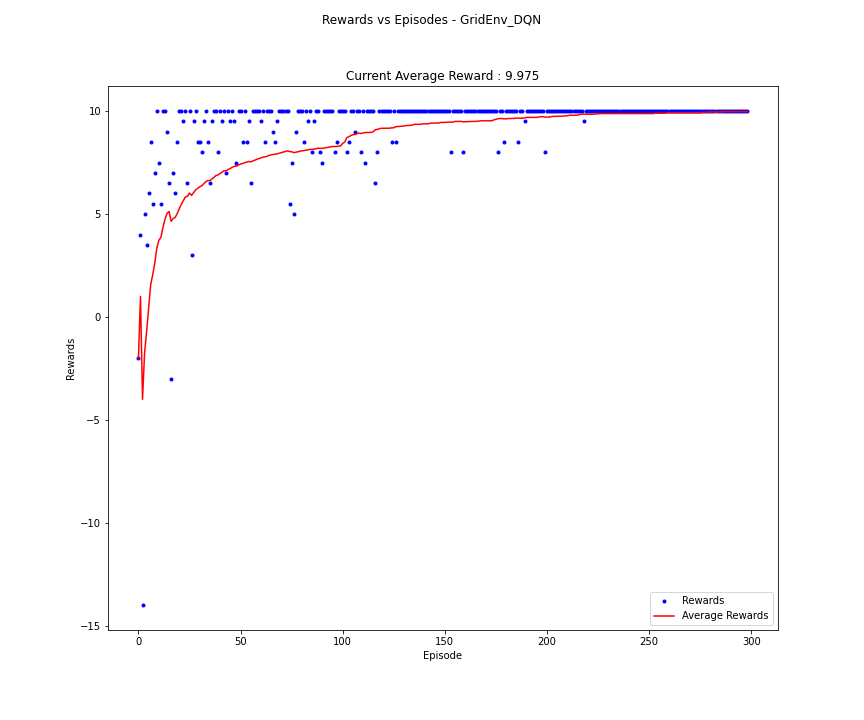 Rewards vs Episodes - GridEnv_DQN
Current Average Reward : 9.975
10
5
0
−5
−10
−15
Rewards
0 50 100 150 200 250 300
Episode
Rewards
Average Rewards